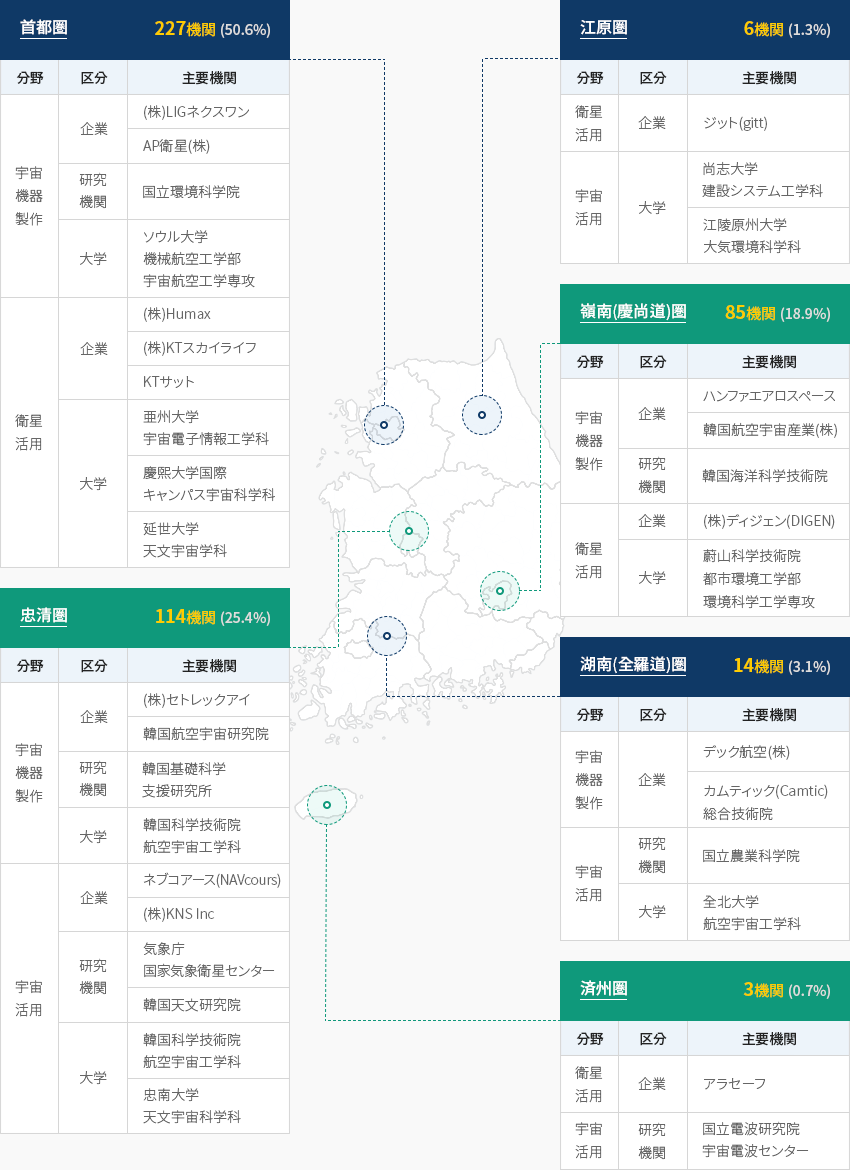 首都圏 227機関 (50.6%)
分野 区分 主要機関
宇宙
機器
製作
企業
(株)LIGネクスワン
AP衛星(株)
研究
機関
国立環境科学院
大学
ソウル大学
機械航空工学部
宇宙航空工学専攻
衛星
活用
企業
(株)Humax
(株)KTスカイライフ
KTサット
大学
亜州大学
宇宙電子情報工学科
慶煕大学国際
キャンパス宇宙科学科
延世大学
天文宇宙学科
忠清圏 114機関 (25.4%)
分野 区分 主要機関
宇宙
機器
製作
企業
(株)セトレックアイ
韓国航空宇宙研究院
研究
機関
韓国基礎科学
支援研究所
大学
韓国科学技術院
航空宇宙工学科
宇宙
活用
企業
ネブコアース(NAVcours)
(株)KNS Inc
研究
機関
気象庁
国家気象衛星センター
韓国天文研究院
大学
韓国科学技術院
航空宇宙工学科
忠南大学
天文宇宙科学科
江原圏 6機関 (1.3%)
分野 区分 主要機関
衛星
活用
企業
ジット(gitt)
宇宙
活用
大学
尚志大学
建設システム工学科
江陵原州大学
大気環境科学科
嶺南(慶尚道)圏 85機関 (18.9%)
分野 区分 主要機関
宇宙
機器
製作
企業
ハンファエアロスペース
韓国航空宇宙産業(株)
研究
機関
韓国海洋科学技術院
衛星
活用
企業
(株)ディジェン(DIGEN)
大学
蔚山科学技術院
都市環境工学部
環境科学工学専攻
湖南(全羅道)圏 14機関 (3.1%)
分野 区分 主要機関
宇宙
機器
製作
企業
デック航空(株)
カムティック(Camtic)
総合技術院
宇宙
活用
研究
機関
国立農業科学院
大学
全北大学
航空宇宙工学科
済州圏 3機関 (0.7%)
分野 区分 主要機関
衛星
活用
企業
アラセーフ
宇宙
活用
研究
機関
国立電波研究院
宇宙電波センター